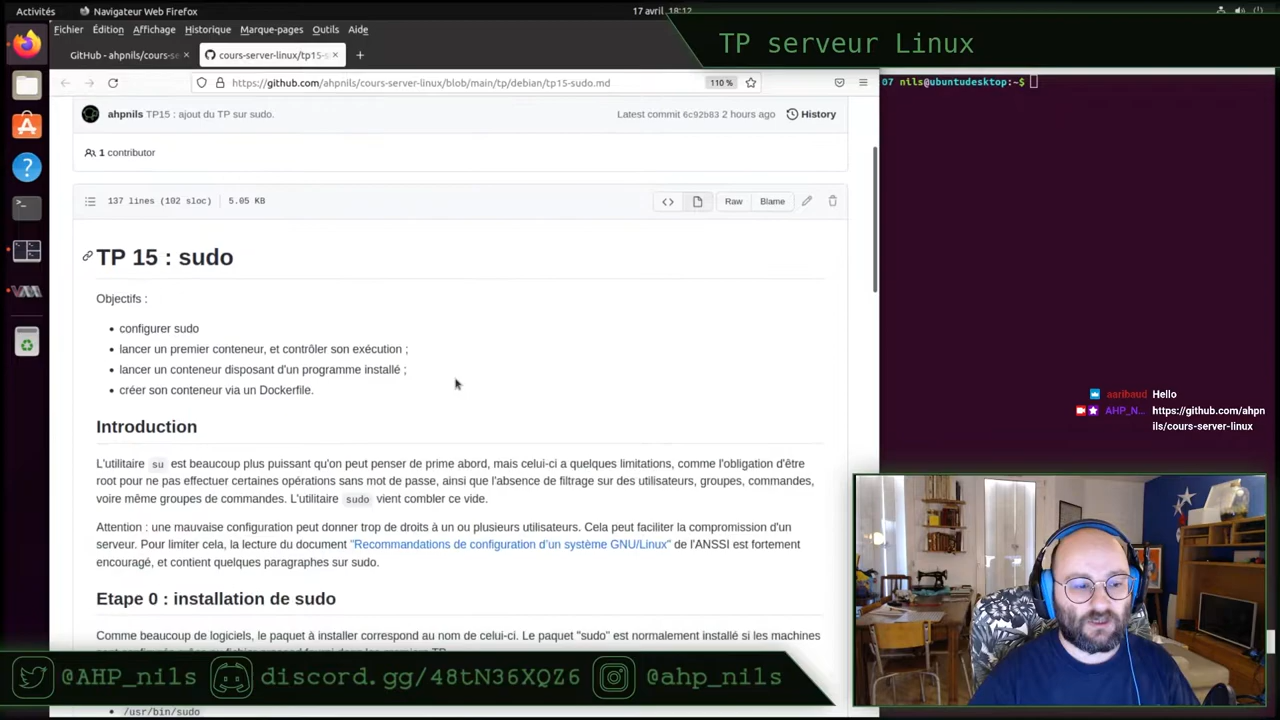 Activités
Navigateur Web Firefox
17 avril 18:12
Fichier Édition Affichage Historique Marque-pages Outils Aide
TP serveur Linux
GitHub - ahpnils/cours-se
cours-server-linux/tp15-s
https://github.com/ahpnils/cours-server-linux/blob/main/tp/debian/tp15-sudo.md
110 %
07 nils@ubuntudesktop:~$
ahpnils TP15 : ajout du TP sur sudo.
Latest commit 6c92b83 2 hours ago
History
1 contributor
137 lines (102 sloc) 5.05 KB
Raw
Blame
TP 15 : sudo
Objectifs :
• configurer sudo
• lancer un premier conteneur, et contrôler son exécution ;
• lancer un conteneur disposant d'un programme installé ;
• créer son conteneur via un Dockerfile.
Introduction
L'utilitaire su est beaucoup plus puissant qu'on peut penser de prime abord, mais celui-ci a quelques limitations, comme l'obligation d'être
root pour ne pas effectuer certaines opérations sans mot de passe, ainsi que l'absence de filtrage sur des utilisateurs, groupes, commandes,
voire même groupes de commandes. L'utilitaire sudo vient combler ce vide.
Attention : une mauvaise configuration peut donner trop de droits à un ou plusieurs utilisateurs. Cela peut faciliter la compromission d'un
serveur. Pour limiter cela, la lecture du document "Recommandations de configuration d'un système GNU/Linux" de l'ANSSI est fortement
encouragé, et contient quelques paragraphes sur sudo.
Etape 0 : installation de sudo
Comme beaucoup de logiciels, le paquet à installer correspond au nom de celui-ci. Le paquet "sudo" est normalement installé si les machines
/usr/bin/sudo
aaribaud Hello
AHP_N... https://github.com/ahpn
ils/cours-server-linux
@AHP_nils
discord.gg/48tN36XQZ6
@ahp_nils